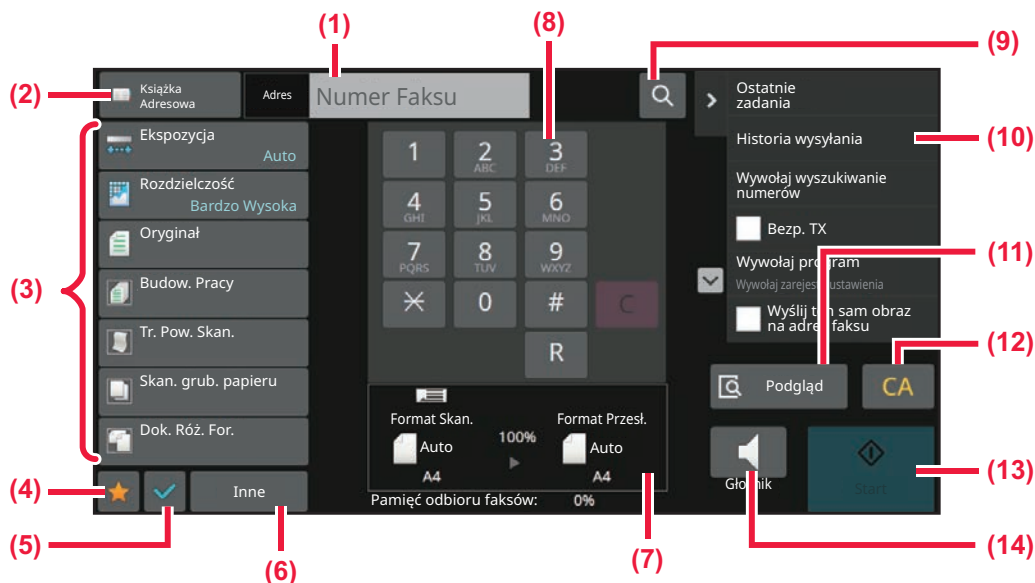 (1)
(8)
(9)
(2)
Książka
Adresowa
Adres
Numer Faksu
(3)
Ekspozycja
Auto
Rozdzielczość
Bardzo Wysoka
Oryginał
Budow. Pracy
Tr. Pow. Skan.
Skan. grub. papieru
Dok. Róż. For.
(4)
(5)
Inne
(6)
1
2
ABC
3
DEF
4
GHI
5
JKL
6
MNO
7
PQRS
8
TUV
9
WXYZ
0
#
C
R
Format Skan.
Auto
A4
100%
Format Przesł.
Auto
A4
Pamięć odbioru faksów: 0%
(7)
Ostatnie
zadania
Historia wysyłania
(10)
Wywołaj wyszukiwanie
numerów
Bezp. TX
(11)
Wywołaj program
Wywołaj ustawienia
Wyślij ten sam obraz
na adres faksu
(12)
Podgląd
CA
Głośnik
Start
(13)
(14)